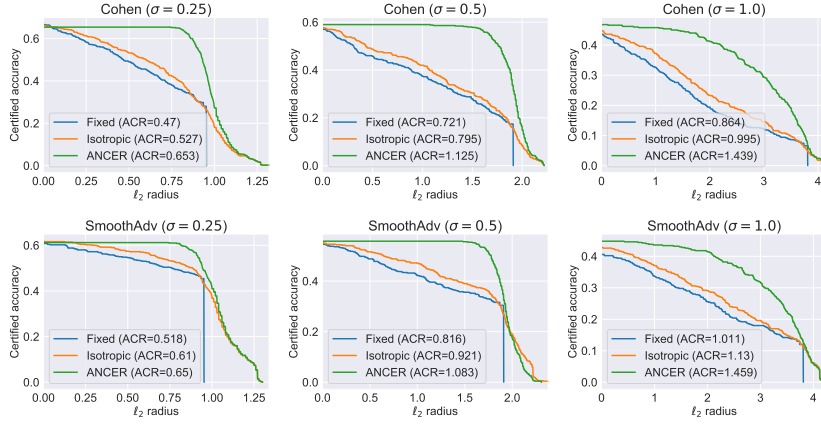 Cohen (σ = 0.25)
Certified accuracy
0.6
0.4
0.2
0.0
Fixed (ACR=0.47)
Isotropic (ACR=0.527)
ANCER (ACR=0.653)
0.00 0.25 0.50 0.75 1.00 1.25
ℓ2 radius
Cohen (σ = 0.5)
Certified accuracy
0.6
0.4
0.2
0.0
Fixed (ACR=0.721)
Isotropic (ACR=0.795)
ANCER (ACR=1.125)
0.0 0.5 1.0 1.5 2.0
ℓ2 radius
Cohen (σ = 1.0)
Certified accuracy
0.4
0.3
0.2
0.1
0.0
Fixed (ACR=0.864)
Isotropic (ACR=0.995)
ANCER (ACR=1.439)
0 1 2 3 4
ℓ2 radius
SmoothAdv (σ = 0.25)
Certified accuracy
0.6
0.4
0.2
0.0
Fixed (ACR=0.518)
Isotropic (ACR=0.61)
ANCER (ACR=0.65)
0.00 0.25 0.50 0.75 1.00 1.25
ℓ2 radius
SmoothAdv (σ = 0.5)
Certified accuracy
0.4
0.2
0.0
Fixed (ACR=0.816)
Isotropic (ACR=0.921)
ANCER (ACR=1.083)
0.0 0.5 1.0 1.5 2.0
ℓ2 radius
SmoothAdv (σ = 1.0)
Certified accuracy
0.4
0.3
0.2
0.1
0.0
Fixed (ACR=1.011)
Isotropic (ACR=1.13)
ANCER (ACR=1.459)
0 1 2 3 4
ℓ2 radius